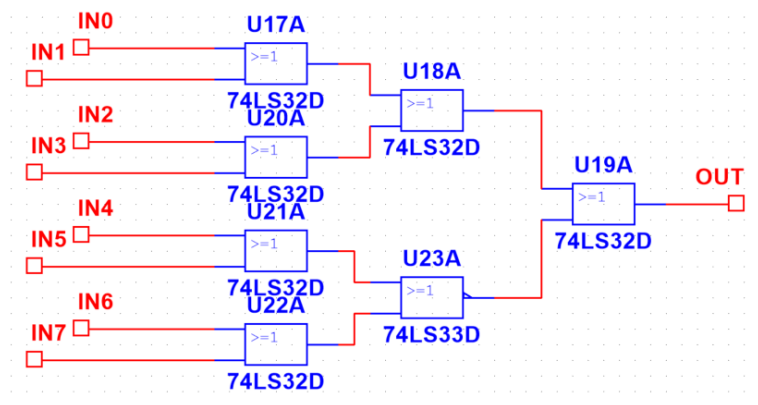 IN0
IN1
U17A
>=1
74LS32D
U18A
>=1
74LS32D
IN2
IN3
U20A
>=1
74LS32D
U19A
>=1
74LS32D
OUT
IN4
IN5
U21A
>=1
74LS32D
U23A
>=1
74LS33D
IN6
IN7
U22A
>=1
74LS32D